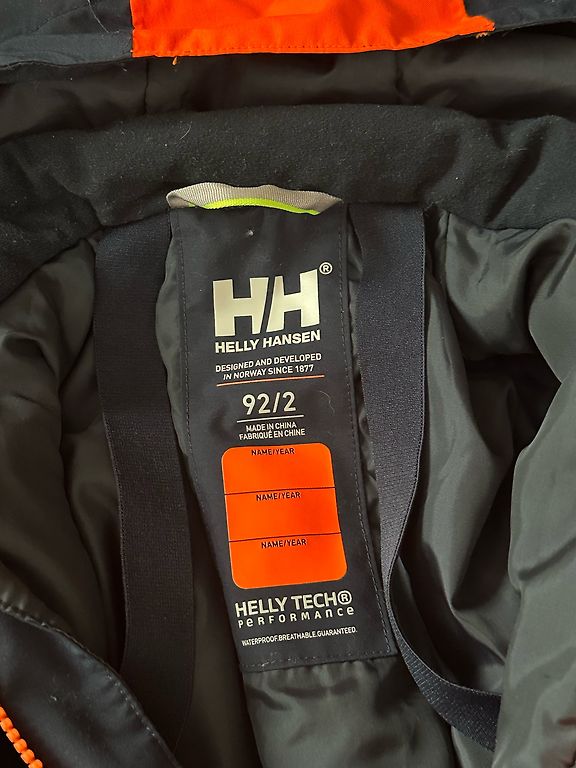 HH®
HELLY HANSEN
DESIGNED AND DEVELOPED
IN NORWAY SINCE 1877
92/2
MADE IN CHINA
FABRIQUÉ EN CHINE
NAME/YEAR
NAME/YEAR
NAME/YEAR
HELLY TECH®
PERFORMANCE
WATERPROOF.BREATHABLE.GUARANTEED.